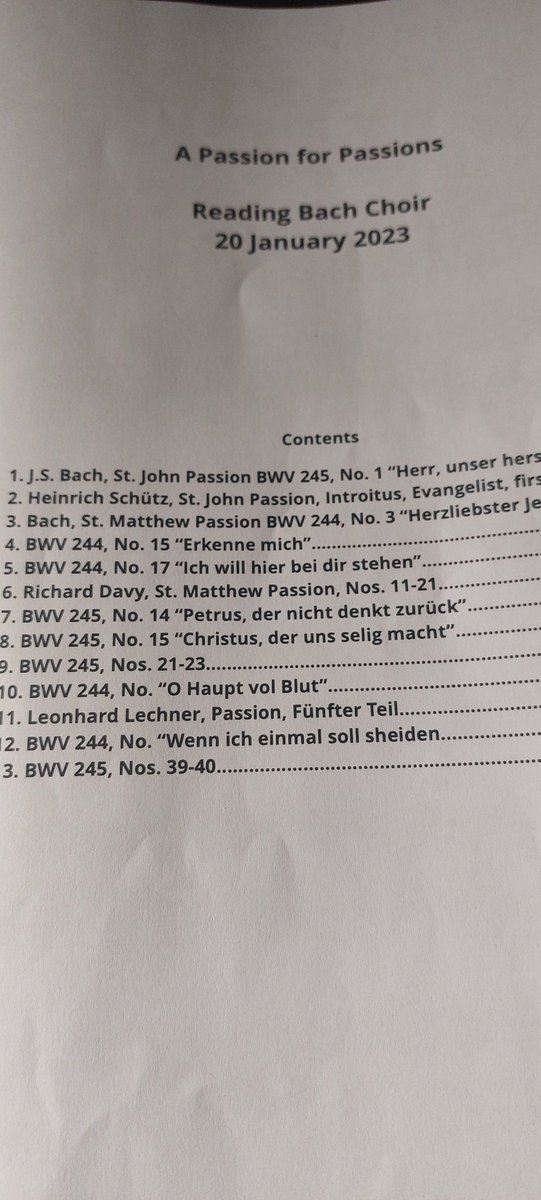 A Passion for Passions
Reading Bach Choir
20 January 2023
Contents
1. J.S. Bach, St. John Passion BWV 245, No. 1 “Herr, unser
2. Heinrich Schütz, St. John Passion, Introitus, Evangelist,
3. Bach, St. Matthew Passion BWV 244, No. 3 “Herzliebster
4. BWV 244, No. 15 “Erkenne mich”
5. BWV 244, No. 17 “Ich will hier bei dir stehen”
6. Richard Davy, St. Matthew Passion, Nos. 11-21
7. BWV 245, No. 14 “Petrus, der nicht denkt zurück”
8. BWV 245, No. 15 “Christus, der uns selig macht”
9. BWV 245, Nos. 21-23
10. BWV 244, No. “O Haupt vol Blut”
11. Leonhard Lechner, Passion, Fünfter Teil
12. BWV 244, No. “Wenn ich einmal soll sheiden
3. BWV 245, Nos. 39-40